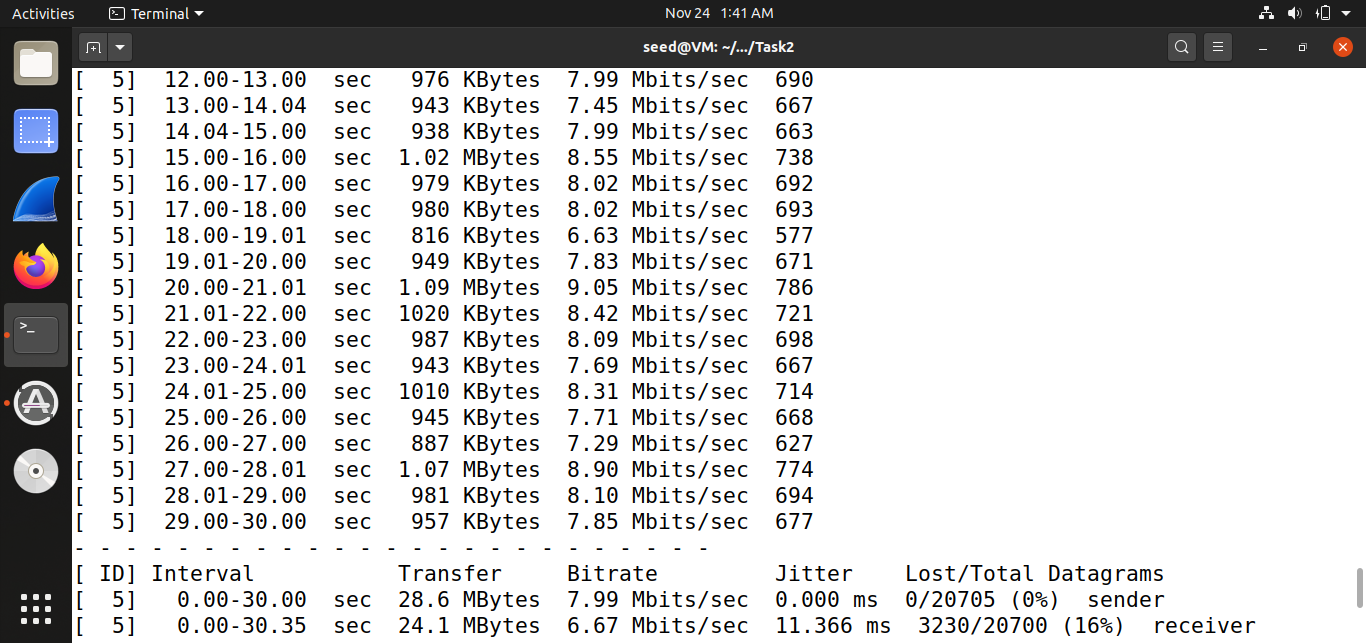 Activities Terminal Nov 24 1:41 AM
seed@VM: ~/.../Task2
[ 5] 12.00-13.00 sec 976 KBytes 7.99 Mbits/sec 690
[ 5] 13.00-14.04 sec 943 KBytes 7.45 Mbits/sec 667
[ 5] 14.04-15.00 sec 938 KBytes 7.99 Mbits/sec 663
[ 5] 15.00-16.00 sec 1.02 MBytes 8.55 Mbits/sec 738
[ 5] 16.00-17.00 sec 979 KBytes 8.02 Mbits/sec 692
[ 5] 17.00-18.00 sec 980 KBytes 8.02 Mbits/sec 693
[ 5] 18.00-19.01 sec 816 KBytes 6.63 Mbits/sec 577
[ 5] 19.01-20.00 sec 949 KBytes 7.83 Mbits/sec 671
[ 5] 20.00-21.01 sec 1.09 MBytes 9.05 Mbits/sec 786
[ 5] 21.01-22.00 sec 1020 KBytes 8.42 Mbits/sec 721
[ 5] 22.00-23.00 sec 987 KBytes 8.09 Mbits/sec 698
[ 5] 23.00-24.01 sec 943 KBytes 7.69 Mbits/sec 667
[ 5] 24.01-25.00 sec 1010 KBytes 8.31 Mbits/sec 714
[ 5] 25.00-26.00 sec 945 KBytes 7.71 Mbits/sec 668
[ 5] 26.00-27.00 sec 887 KBytes 7.29 Mbits/sec 627
[ 5] 27.00-28.01 sec 1.07 MBytes 8.90 Mbits/sec 774
[ 5] 28.01-29.00 sec 981 KBytes 8.10 Mbits/sec 694
[ 5] 29.00-30.00 sec 957 KBytes 7.85 Mbits/sec 677
- - - - - - - - - - - - - - - - - - - - - - - - -
[ ID] Interval Transfer Bitrate Jitter Lost/Total Datagrams
[ 5] 0.00-30.00 sec 28.6 MBytes 7.99 Mbits/sec 0.000 ms 0/20705 (0%) sender
[ 5] 0.00-30.35 sec 24.1 MBytes 6.67 Mbits/sec 11.366 ms 3230/20700 (16%) receiver